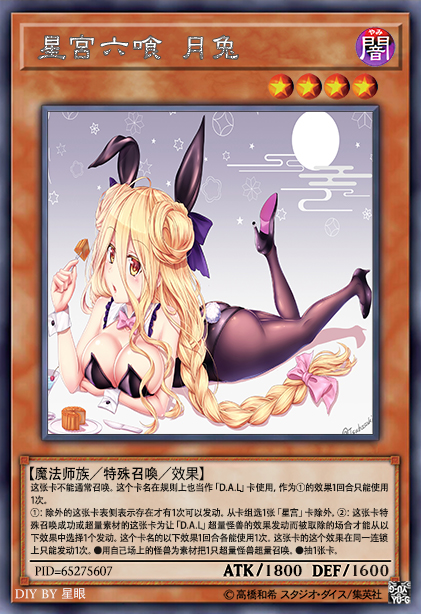 星宮六喰 月兔
やみ
闇
【魔法师族／特殊召唤／效果】
这张卡不能通常召唤。这个卡名在规则上也当作「D.A.L」卡使用，作为①的效果1回合只能使用
1次。
①：除外的这张卡表侧表示存在才有1次可以发动。从卡组选1张「星宫」卡除外。②：这张卡特
殊召唤成功或超量素材的这张卡为让「D.A.L」超量怪兽的效果发动而被取除的场合才能从以
下效果中选择1个发动。这个卡名的以下效果1回合各能使用1次，这张卡的这个效果在同一连锁
上只能发动1次。●用自己场上的怪兽为素材把1只超量怪兽超量召唤。●抽1张卡。
PID=65275607
ATK/1800 DEF/1600
DIY BY 星眼
©高橋和希 スタジオ・ダイス/集英社